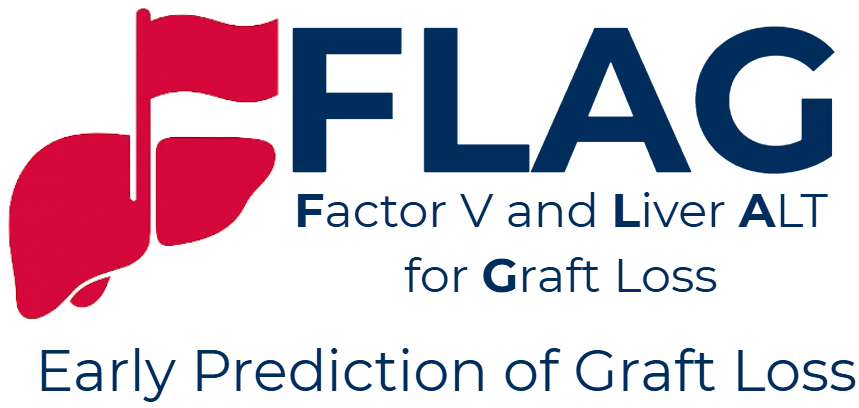 FLAG
Factor V and Liver ALT
for Graft Loss
Early Prediction of Graft Loss